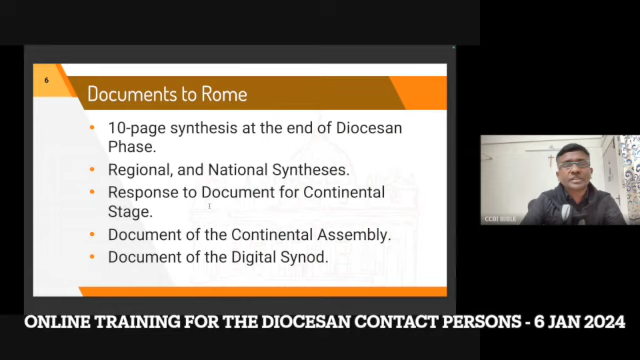 6
Documents to Rome
• 10-page synthesis at the end of Diocesan
Phase.
• Regional, and National Syntheses.
• Response to Document for Continental
Stage.
• Document of the Continental Assembly.
• Document of the Digital Synod.
CCBI BIBLE
ONLINE TRAINING FOR THE DIOCESAN CONTACT PERSONS - 6 JAN 2024